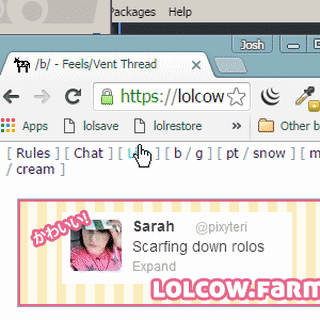 Packages Help
Josh
/b/ - Feels/Vent Thread
https://lolcow
Apps lolsave lolrestore » Other b
[ Rules ] [ Chat ] [ ] [ b / g ] [ pt / snow ] [ m
/ cream ]
かわいい!
Sarah @pixyteri
Scarfing down rolos
Expand
LOLCOW.FARM